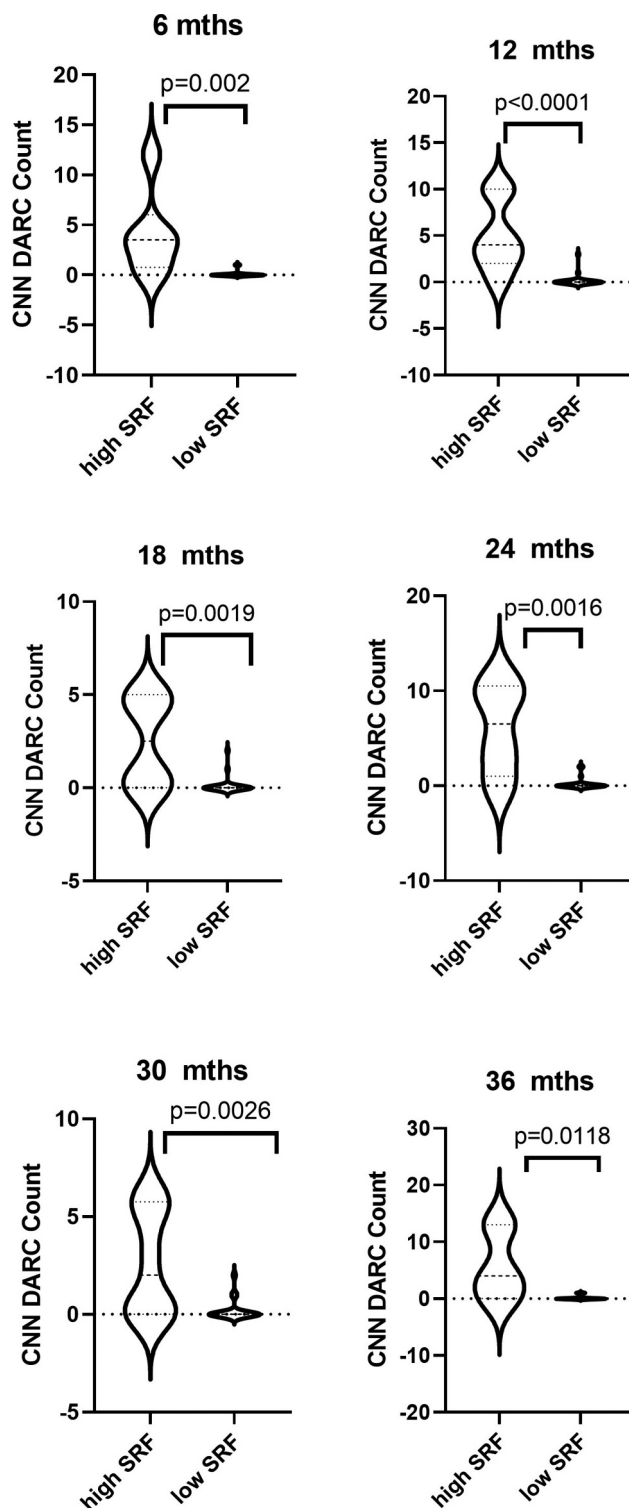 6 mths
p=0.002
CNN DARC Count
20
15
10
5
0
-5
-10
high SRF
low SRF
12 mths
p<0.0001
CNN DARC Count
20
15
10
5
0
-5
-10
high SRF
low SRF
18 mths
p=0.0019
CNN DARC Count
10
5
0
-5
high SRF
low SRF
24 mths
p=0.0016
CNN DARC Count
20
10
0
-10
high SRF
low SRF
30 mths
p=0.0026
CNN DARC Count
10
5
0
-5
high SRF
low SRF
36 mths
p=0.0118
CNN DARC Count
30
20
10
0
-10
-20
high SRF
low SRF